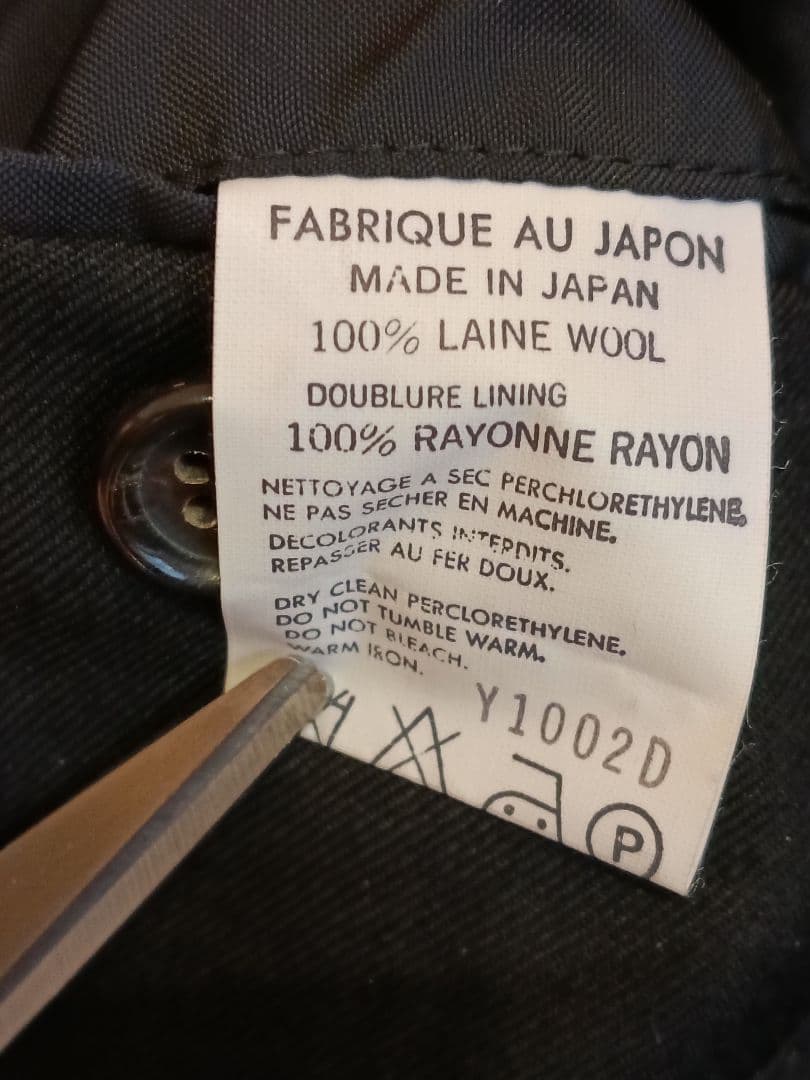 FABRIQUE AU JAPON
MADE IN JAPAN
100% LAINE WOOL
DOUBLURE LINING
100% RAYONNE RAYON
NETTOYAGE A SEC PERCHLORETHYLENE.
NE PAS SECHER EN MACHINE.
DECOLORANTS INTERDITS.
REPASSER AU FER DOUX.
DRY CLEAN PERCLORETHYLENE.
DO NOT TUMBLE WARM.
DO NOT BLEACH.
WARM IRON.
Y1002D
P